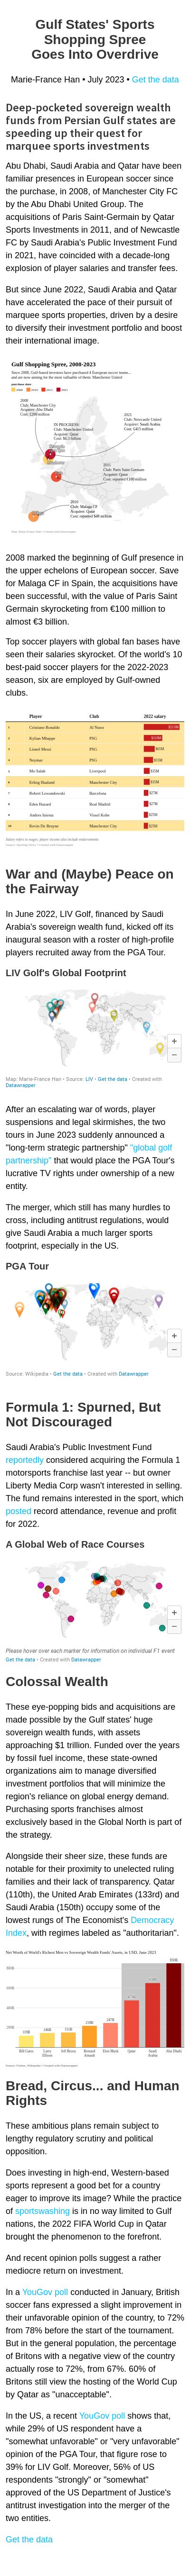 Gulf States' Sports
Shopping Spree
Goes Into Overdrive
Marie-France Han • July 2023 • Get the data
Deep-pocketed sovereign wealth
funds from Persian Gulf states are
speeding up their quest for
marquee sports investments
Abu Dhabi, Saudi Arabia and Qatar have been
familiar presences in European soccer since
the purchase, in 2008, of Manchester City FC
by the Abu Dhabi United Group. The
acquisitions of Paris Saint-Germain by Qatar
Sports Investments in 2011, and of Newcastle
FC by Saudi Arabia's Public Investment Fund
in 2021, have coincided with a decade-long
explosion of player salaries and transfer fees.
But since June 2022, Saudi Arabia and Qatar
have accelerated the pace of their pursuit of
marquee sports properties, driven by a desire
to diversify their investment portfolio and boost
their international image.
Gulf Shopping Spree, 2008-2023
2008
Club: Manchester City
Acquirer: Abu Dhabi
IN PROGRESS:
Club: Manchester United
Acquirer: Qatar
2021
Club: Newcastle United
Acquirer: Saudi Arabia
2011
Club: Paris Saint Germain
Acquirer: Qatar
2010
Club: Malaga CF
Acquirer: Qatar
2008 marked the beginning of Gulf presence in
the upper echelons of European soccer. Save
for Malaga CF in Spain, the acquisitions have
been successful, with the value of Paris Saint
Germain skyrocketing from €100 million to
almost €3 billion.
Top soccer players with global fan bases have
seen their salaries skyrocket. Of the world's 10
best-paid soccer players for the 2022-2023
season, six are employed by Gulf-owned
clubs.
Player Club 2022 salary
Cristiano Ronaldo Al Nassr
Kylian Mbappe PSG
Lionel Messi PSG
Neymar PSG
Mo Salah Liverpool
Erling Haaland Manchester City
Robert Lewandowski Barcelona
Eden Hazard Real Madrid
Andres Iniesta Vissel Kobe
Kevin De Bruyne Manchester City
War and (Maybe) Peace on
the Fairway
In June 2022, LIV Golf, financed by Saudi
Arabia's sovereign wealth fund, kicked off its
inaugural season with a roster of high-profile
players recruited away from the PGA Tour.
LIV Golf's Global Footprint
+
−
Map: Marie-France Han • Source: LIV • Get the data • Created with
Datawrapper
After an escalating war of words, player
suspensions and legal skirmishes, the two
tours in June 2023 suddenly announced a
"long-term strategic partnership" "global golf
partnership" that would place the PGA Tour's
lucrative TV rights under ownership of a new
entity.
The merger, which still has many hurdles to
cross, including antitrust regulations, would
give Saudi Arabia a much larger sports
footprint, especially in the US.
PGA Tour
+
−
Source: Wikipedia • Get the data • Created with Datawrapper
Formula 1: Spurned, But
Not Discouraged
Saudi Arabia's Public Investment Fund
reportedly considered acquiring the Formula 1
motorsports franchise last year -- but owner
Liberty Media Corp wasn't interested in selling.
The fund remains interested in the sport, which
posted record attendance, revenue and profit
for 2022.
A Global Web of Race Courses
+
−
Please hover over each marker for information on individual F1 event
Get the data • Created with Datawrapper
Colossal Wealth
These eye-popping bids and acquisitions are
made possible by the Gulf states' huge
sovereign wealth funds, with assets
approaching $1 trillion. Funded over the years
by fossil fuel income, these state-owned
organizations aim to manage diversified
investment portfolios that will minimize the
region's reliance on global energy demand.
Purchasing sports franchises almost
exclusively based in the Global North is part of
the strategy.
Alongside their sheer size, these funds are
notable for their proximity to unelected ruling
families and their lack of transparency. Qatar
(110th), the United Arab Emirates (133rd) and
Saudi Arabia (150th) occupy some of the
lowest rungs of The Economist's Democracy
Index, with regimes labeled as "authoritarian".
Net Worth of World's Richest Men vs Sovereign Wealth Funds' Assets, in USD, June 2023
Bill Gates Larry Ellison Jeff Bezos Bernard Arnault Elon Musk Qatar Saudi Arabia Abu Dhabi
Bread, Circus... and Human
Rights
These ambitious plans remain subject to
lengthy regulatory scrutiny and political
opposition.
Does investing in high-end, Western-based
sports represent a good bet for a country
eager to improve its image? While the practice
of sportswashing is in no way limited to Gulf
nations, the 2022 FIFA World Cup in Qatar
brought the phenomenon to the forefront.
And recent opinion polls suggest a rather
mediocre return on investment.
In a YouGov poll conducted in January, British
soccer fans expressed a slight improvement in
their unfavorable opinion of the country, to 72%
from 78% before the start of the tournament.
But in the general population, the percentage
of Britons with a negative view of the country
actually rose to 72%, from 67%. 60% of
Britons still view the hosting of the World Cup
by Qatar as "unacceptable".
In the US, a recent YouGov poll shows that,
while 29% of US respondent have a
"somewhat unfavorable" or "very unfavorable"
opinion of the PGA Tour, that figure rose to
39% for LIV Golf. Moreover, 56% of US
respondents "strongly" or "somewhat"
approved of the US Department of Justice's
antitrust investigation into the merger of the
two entities.
Get the data